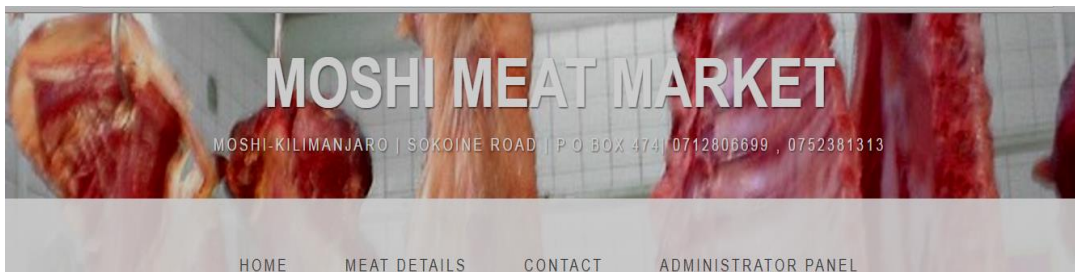 MOSHI MEAT MARKET
MOSHI-KILIMANJARO | SOKOINE ROAD | P O BOX 474| 0712806699 , 0752381313
HOME MEAT DETAILS CONTACT ADMINISTRATOR PANEL